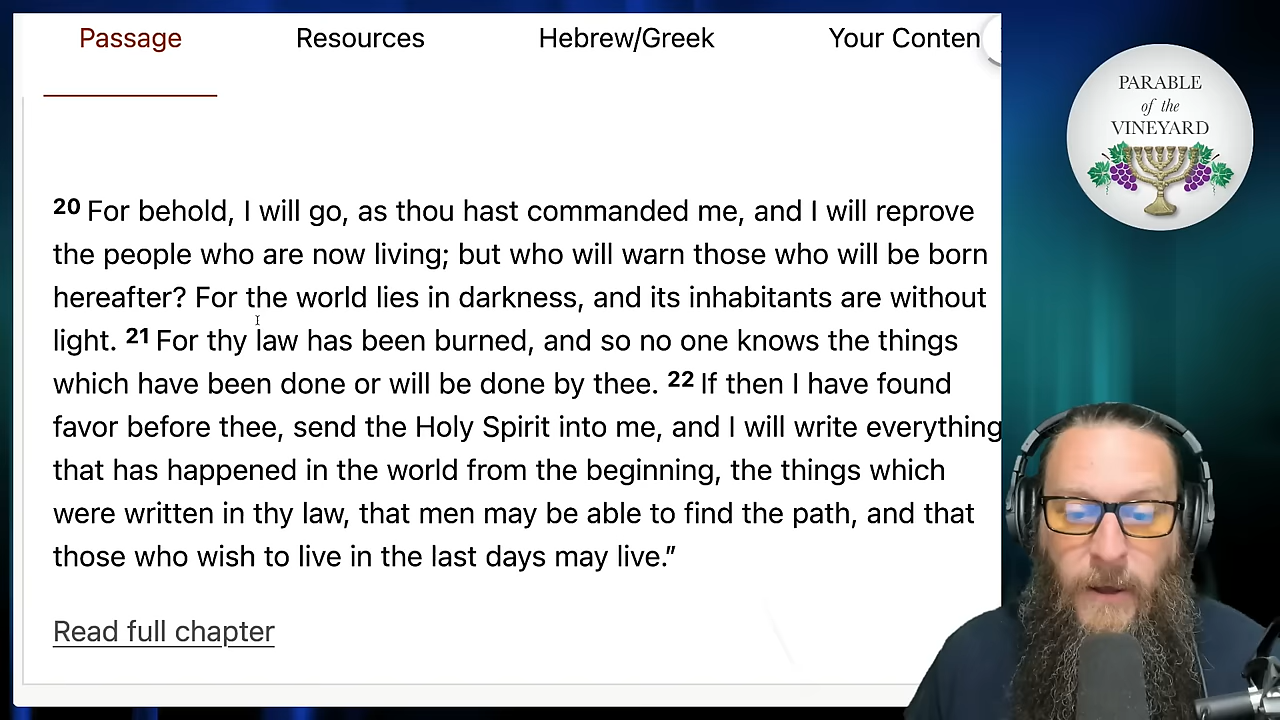 Passage Resources Hebrew/Greek Your Conten
PARABLE
of the
VINEYARD
20 For behold, I will go, as thou hast commanded me, and I will reprove
the people who are now living; but who will warn those who will be born
hereafter? For the world lies in darkness, and its inhabitants are without
light. 21 For thy law has been burned, and so no one knows the things
which have been done or will be done by thee. 22 If then I have found
favor before thee, send the Holy Spirit into me, and I will write everything
that has happened in the world from the beginning, the things which
were written in thy law, that men may be able to find the path, and that
those who wish to live in the last days may live.”
Read full chapter